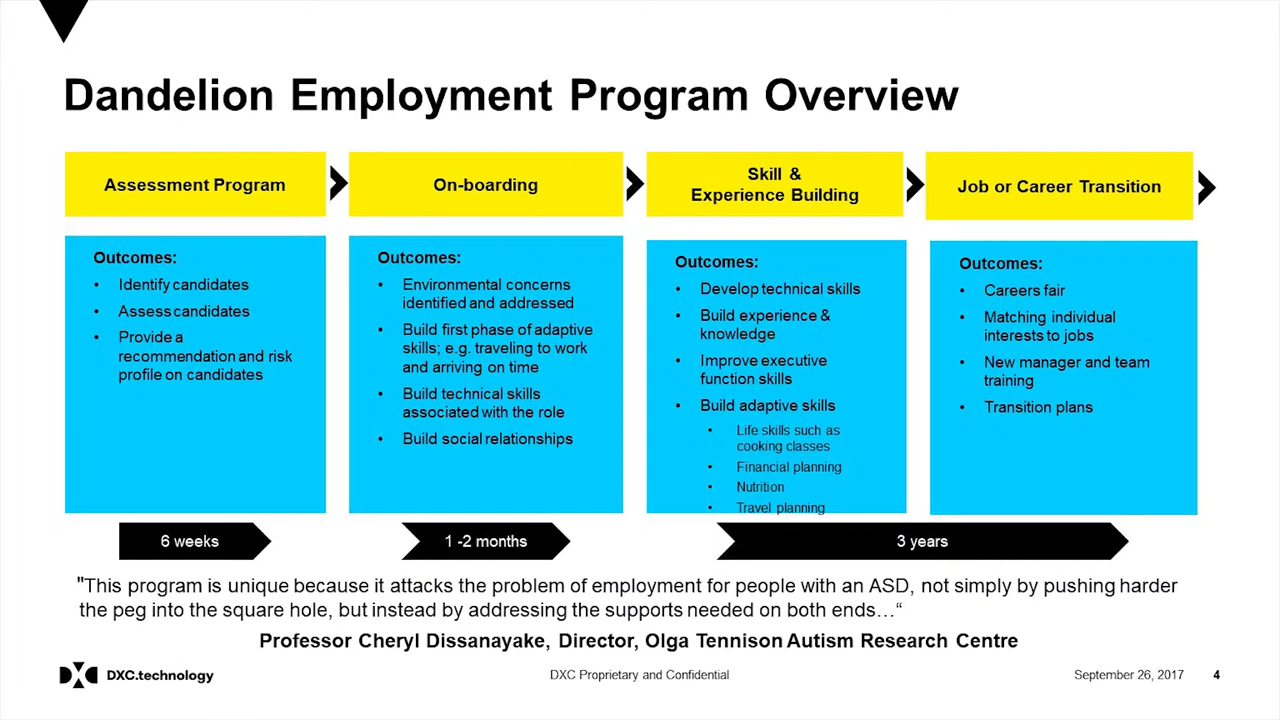 Dandelion Employment Program Overview
Assessment Program
On-boarding
Skill &
Experience Building
Job or Career Transition
Outcomes:
• Identify candidates
• Assess candidates
• Provide a
recommendation and risk
profile on candidates
Outcomes:
• Environmental concerns
identified and addressed
• Build first phase of adaptive
skills; e.g. traveling to work
and arriving on time
• Build technical skills
associated with the role
• Build social relationships
Outcomes:
• Develop technical skills
• Build experience &
knowledge
• Improve executive
function skills
• Build adaptive skills
• Life skills such as
cooking classes
• Financial planning
• Nutrition
• Travel planning
Outcomes:
• Careers fair
• Matching individual
interests to jobs
• New manager and team
training
• Transition plans
6 weeks
1 -2 months
3 years
"This program is unique because it attacks the problem of employment for people with an ASD, not simply by pushing harder
the peg into the square hole, but instead by addressing the supports needed on both ends…“
Professor Cheryl Dissanayake, Director, Olga Tennison Autism Research Centre
DXC.technology
DXC Proprietary and Confidential
September 26, 2017
4